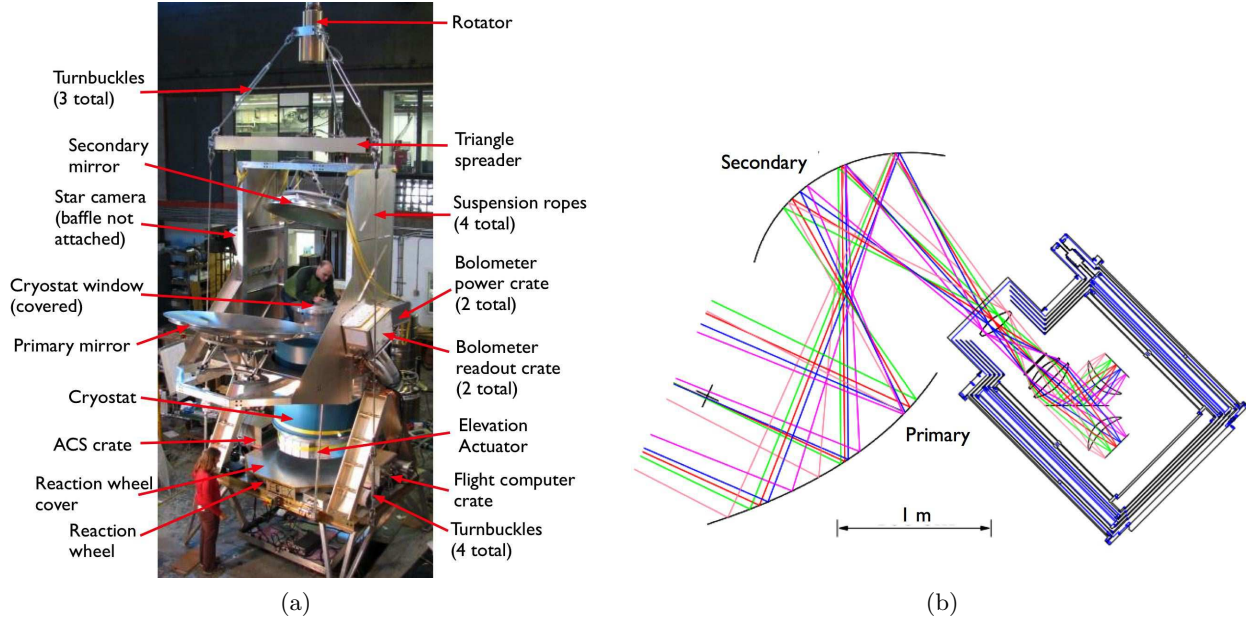 Rotator
Turnbuckles
(3 total)
Triangle
spreader
Secondary
mirror
Star camera
(baffle not
attached)
Suspension ropes
(4 total)
Bolometer
power crate
(2 total)
Cryostat window
(covered)
Primary mirror
Bolometer
readout crate
(2 total)
Cryostat
Elevation
Actuator
ACS crate
Reaction wheel
cover
Flight computer
crate
Reaction
wheel
Turnbuckles
(4 total)
(a)
Secondary
Primary
1 m
(b)